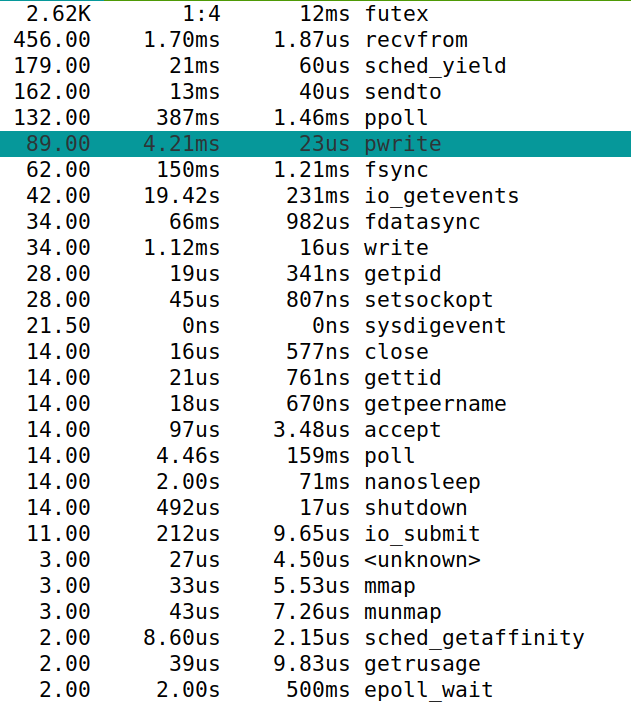 2.62K 1:4 12ms futex
456.00 1.70ms 1.87us recvfrom
179.00 21ms 60us sched_yield
162.00 13ms 40us sendto
132.00 387ms 1.46ms ppoll
89.00 4.21ms 23us pwrite
62.00 150ms 1.21ms fsync
42.00 19.42s 231ms io_getevents
34.00 66ms 982us fdatasync
34.00 1.12ms 16us write
28.00 19us 341ns getpid
28.00 45us 807ns setsockopt
21.50 0ns 0ns sysdigevent
14.00 16us 577ns close
14.00 21us 761ns gettid
14.00 18us 670ns getpeername
14.00 97us 3.48us accept
14.00 4.46s 159ms poll
14.00 2.00s 71ms nanosleep
14.00 492us 17us shutdown
11.00 212us 9.65us io_submit
3.00 27us 4.50us <unknown>
3.00 33us 5.53us mmap
3.00 43us 7.26us munmap
2.00 8.60us 2.15us sched_getaffinity
2.00 39us 9.83us getrusage
2.00 2.00s 500ms epoll_wait